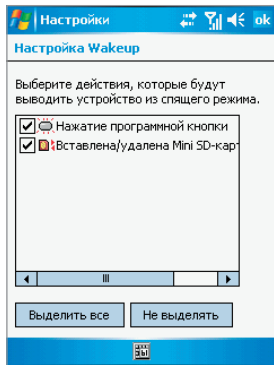 Настройки ok
Настройка Wakeup
Выберите действия, которые будут
выводить устройство из спящего режима.
Нажатие программной кнопки
Вставлена/удалена Mini SD-кар
Выделить все Не выделять